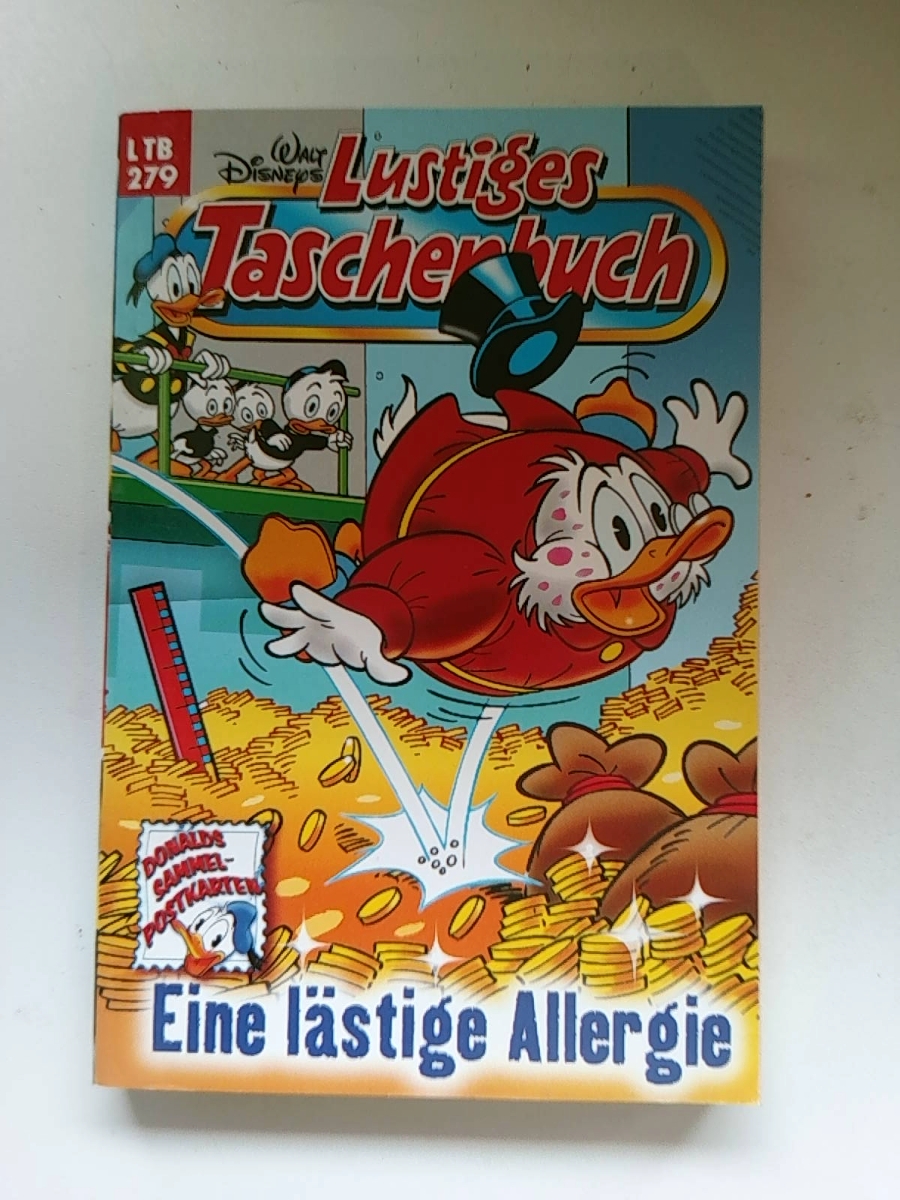 LTB
279
WALT
DISNEYS
Lustiges
Taschenbuch
DONALDS
SAMMEL-
POSTKARTEN
Eine lästige Allergie